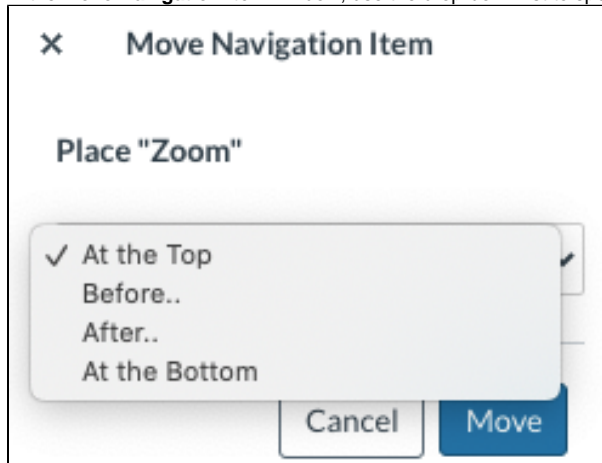 Move Navigation Item
Place "Zoom"
At the Top
Before..
After..
At the Bottom
Cancel
Move